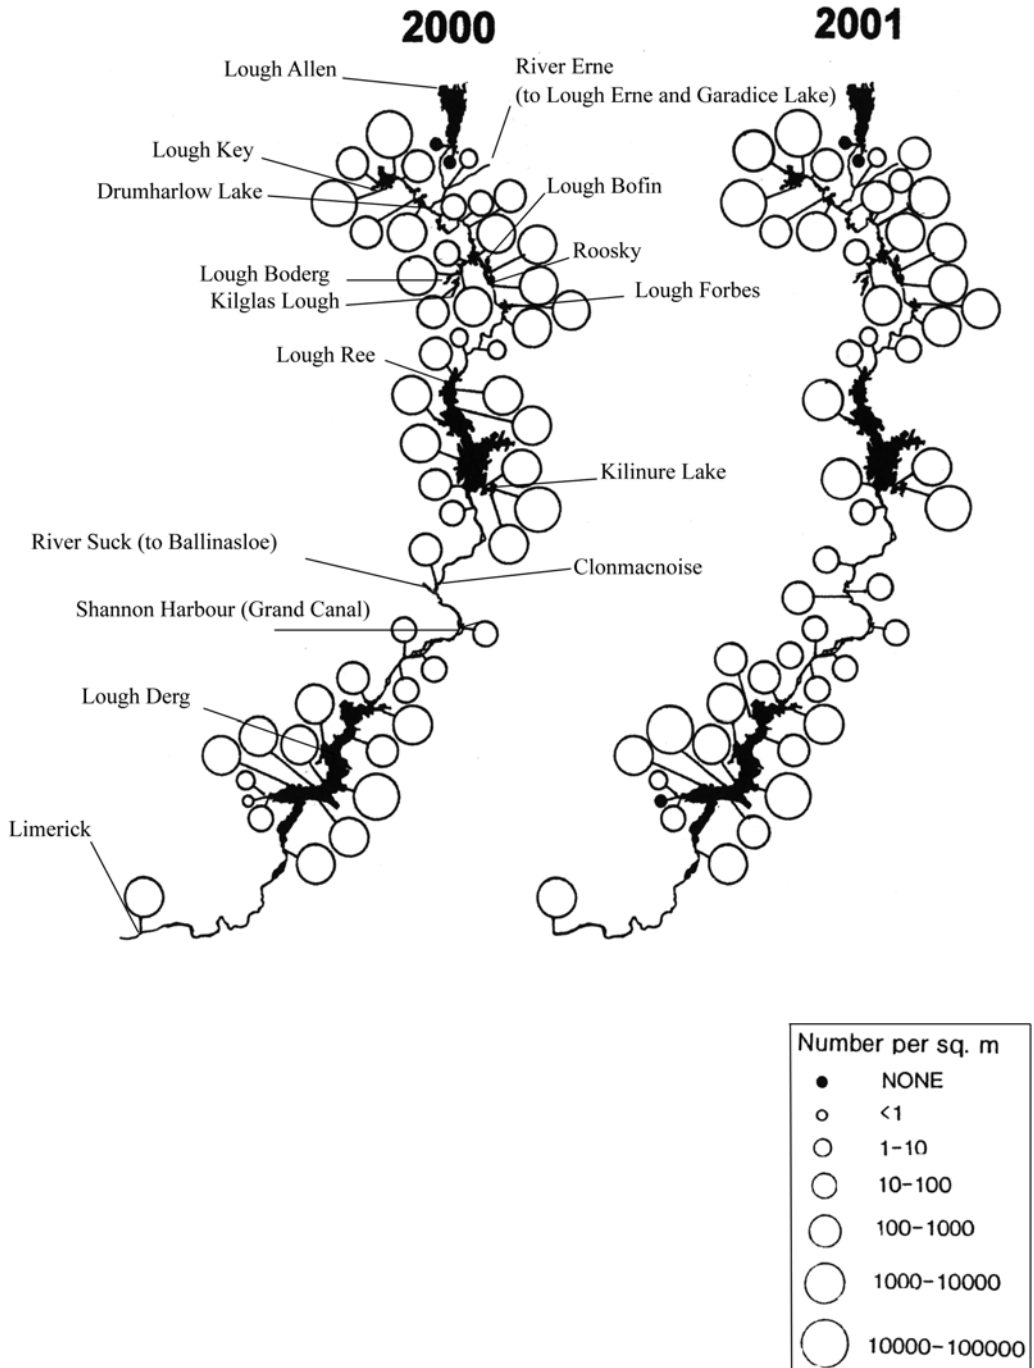 2000
2001
Lough Allen
River Erne
(to Lough Erne and Garadice Lake)
Lough Key
Drumharlow Lake
Lough Bofin
Lough Boderg
Roosky
Kilglas Lough
Lough Forbes
Lough Ree
Kilinure Lake
River Suck (to Ballinasloe)
Clonmacnoise
Shannon Harbour (Grand Canal)
Lough Derg
Limerick
Number per sq. m
NONE
<1
1-10
10-100
100-1000
1000-10000
10000-100000